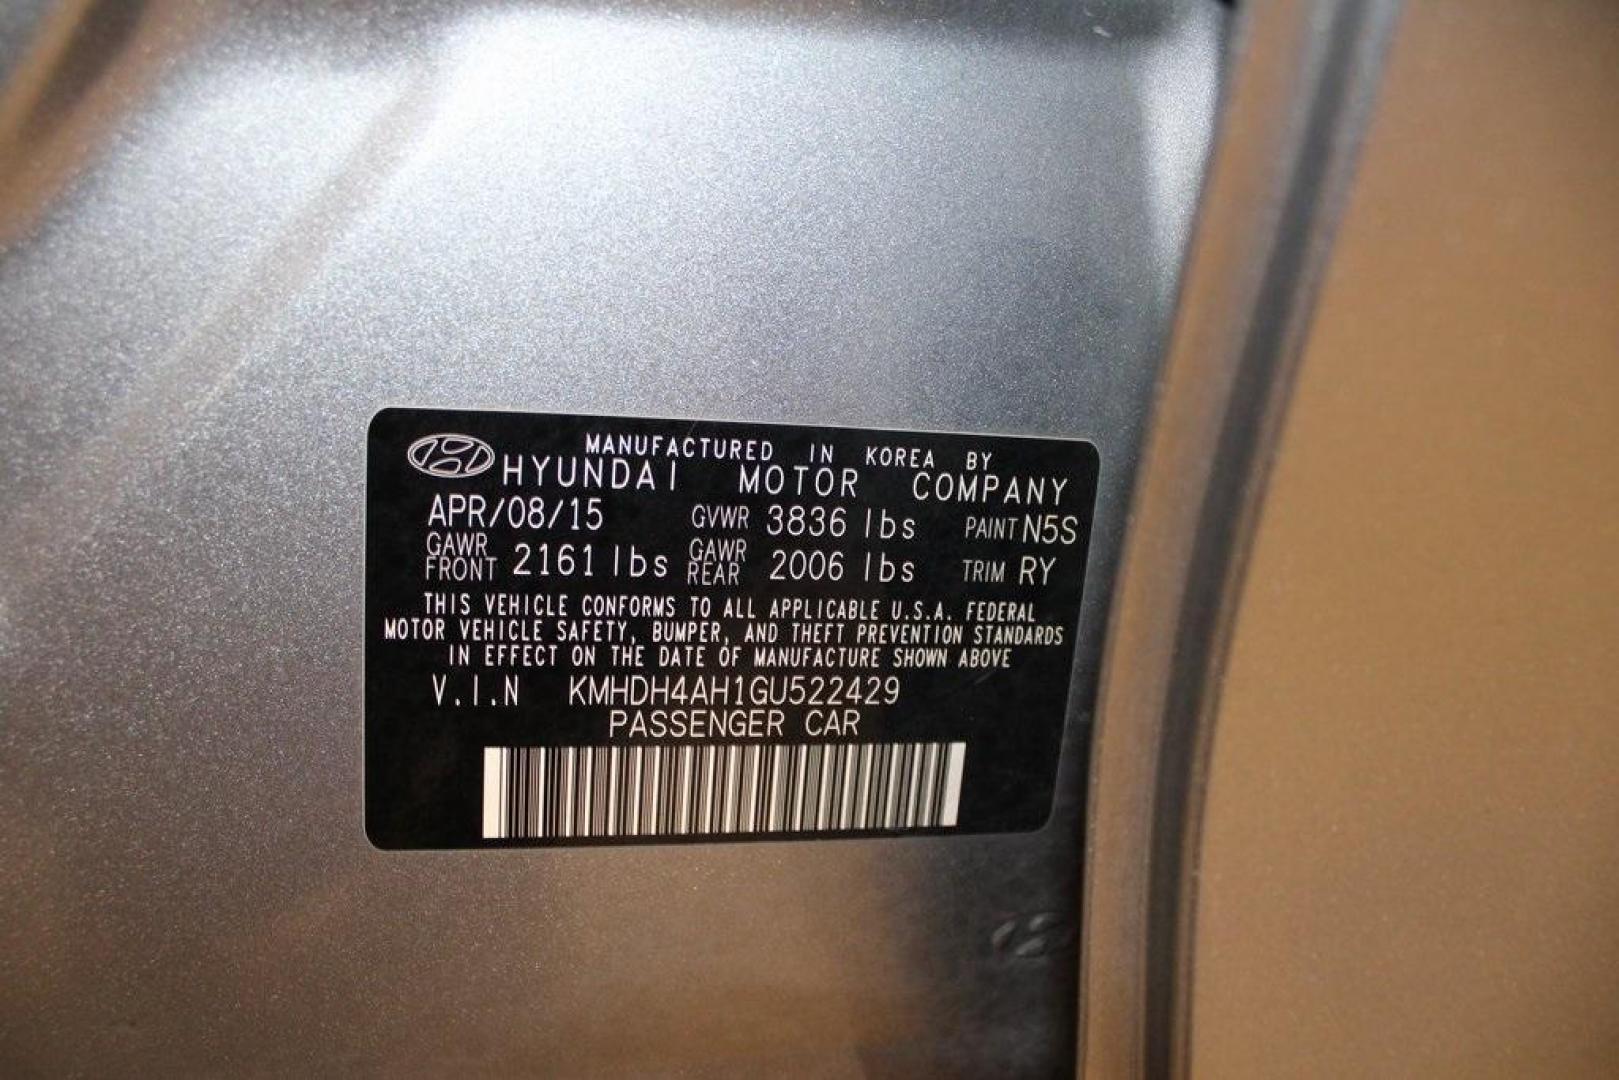 MANUFACTURED IN KOREA BY
HYUNDAI MOTOR COMPANY
APR/08/15 GVWR 3836 lbs PAINT N5S
GAWR FRONT 2161 lbs GAWR REAR 2006 lbs TRIM RY
THIS VEHICLE CONFORMS TO ALL APPLICABLE U.S.A. FEDERAL
MOTOR VEHICLE SAFETY, BUMPER, AND THEFT PREVENTION STANDARDS
IN EFFECT ON THE DATE OF MANUFACTURE SHOWN ABOVE
V.I.N KMHDH4AH1GU522429
PASSENGER CAR